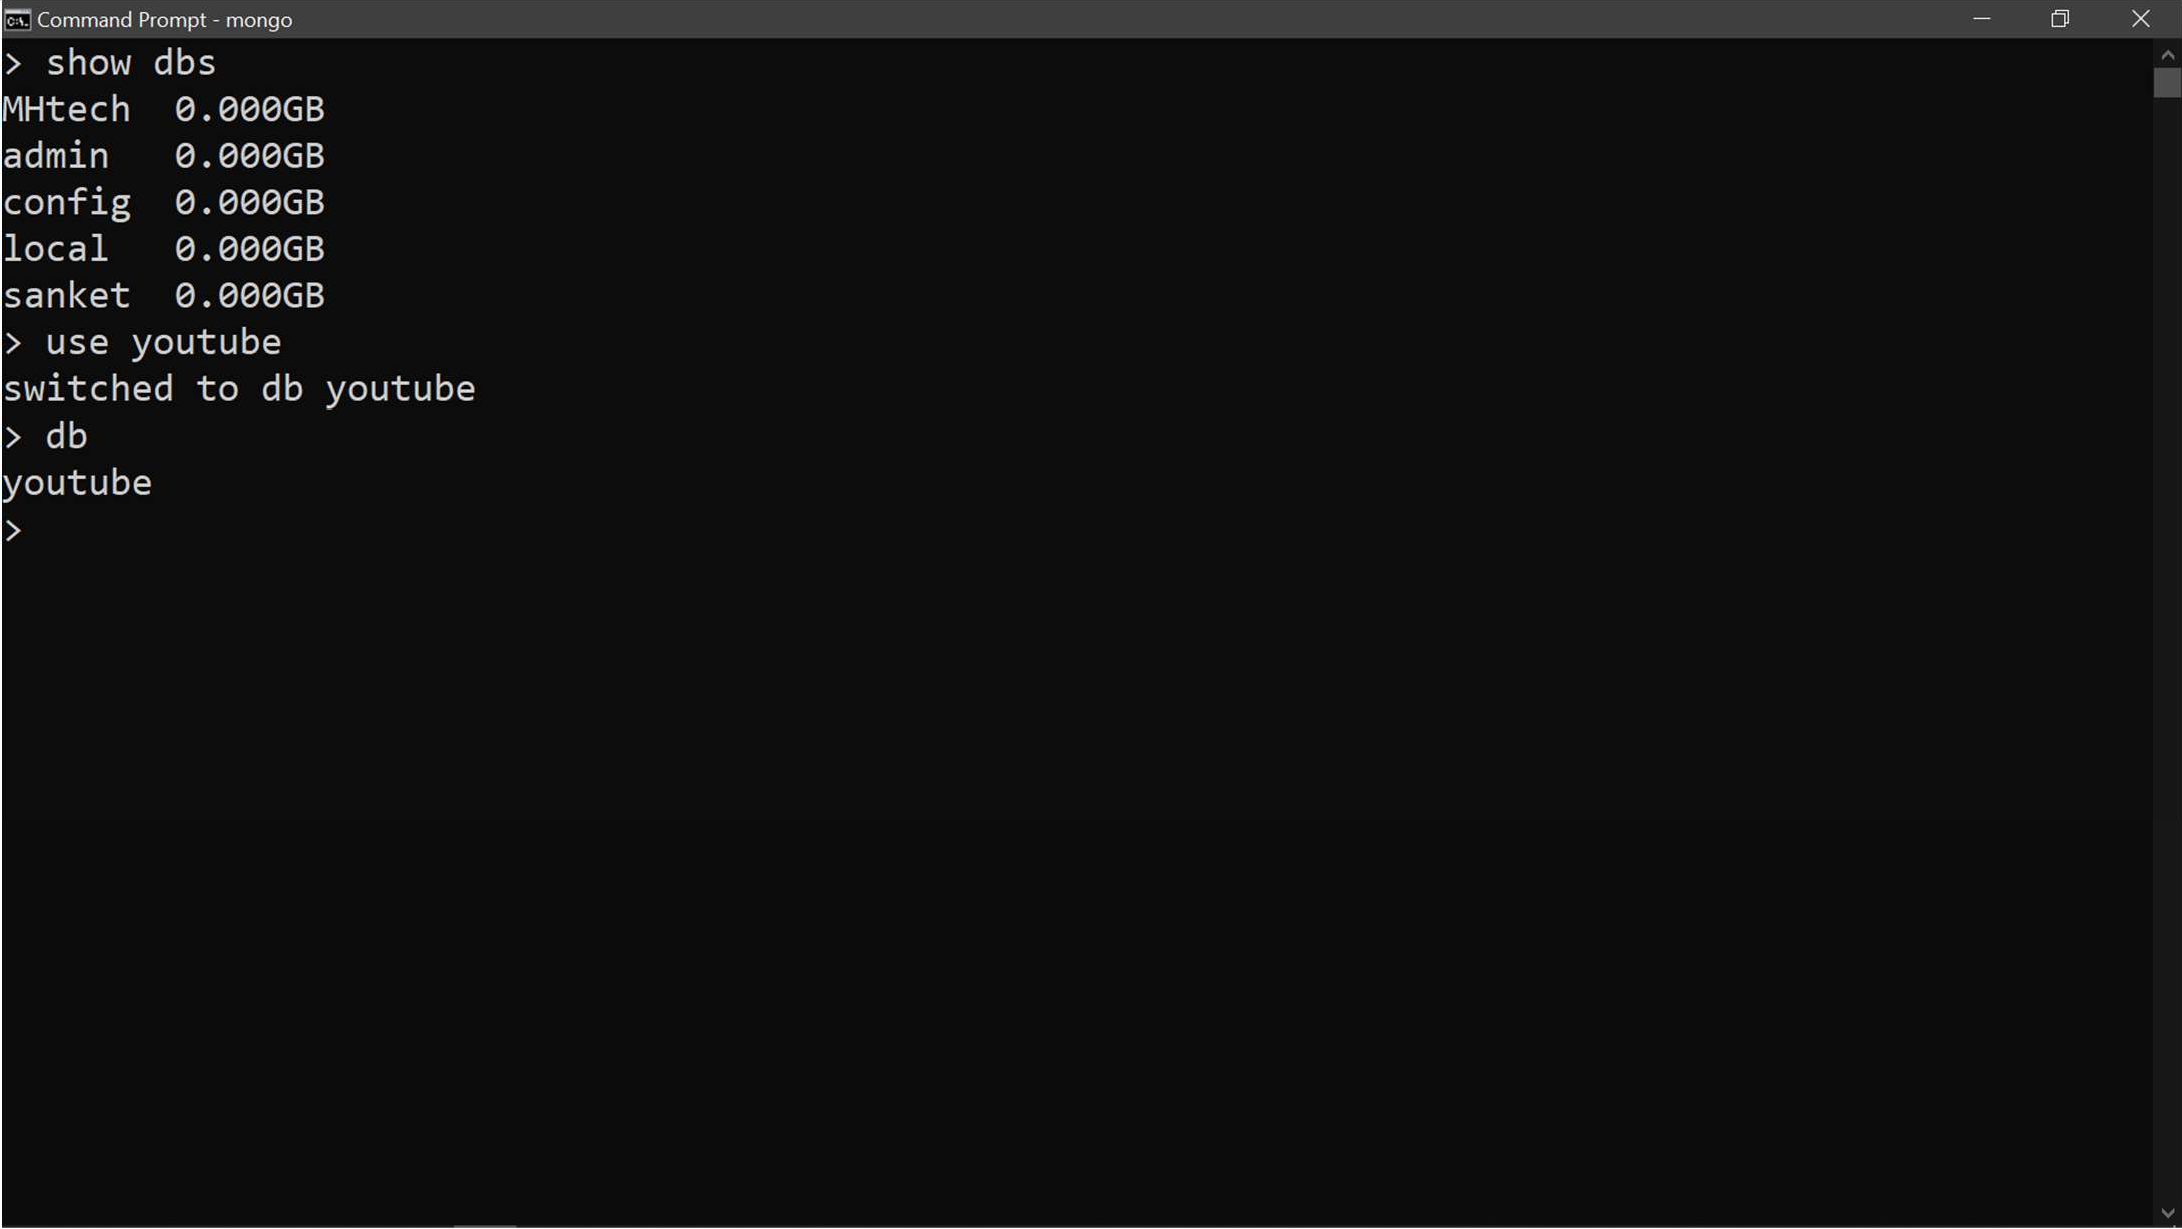 Command Prompt - mongo
> show dbs
MHtech  0.000GB
admin   0.000GB
config  0.000GB
local   0.000GB
sanket  0.000GB
> use youtube
switched to db youtube
> db
youtube
>